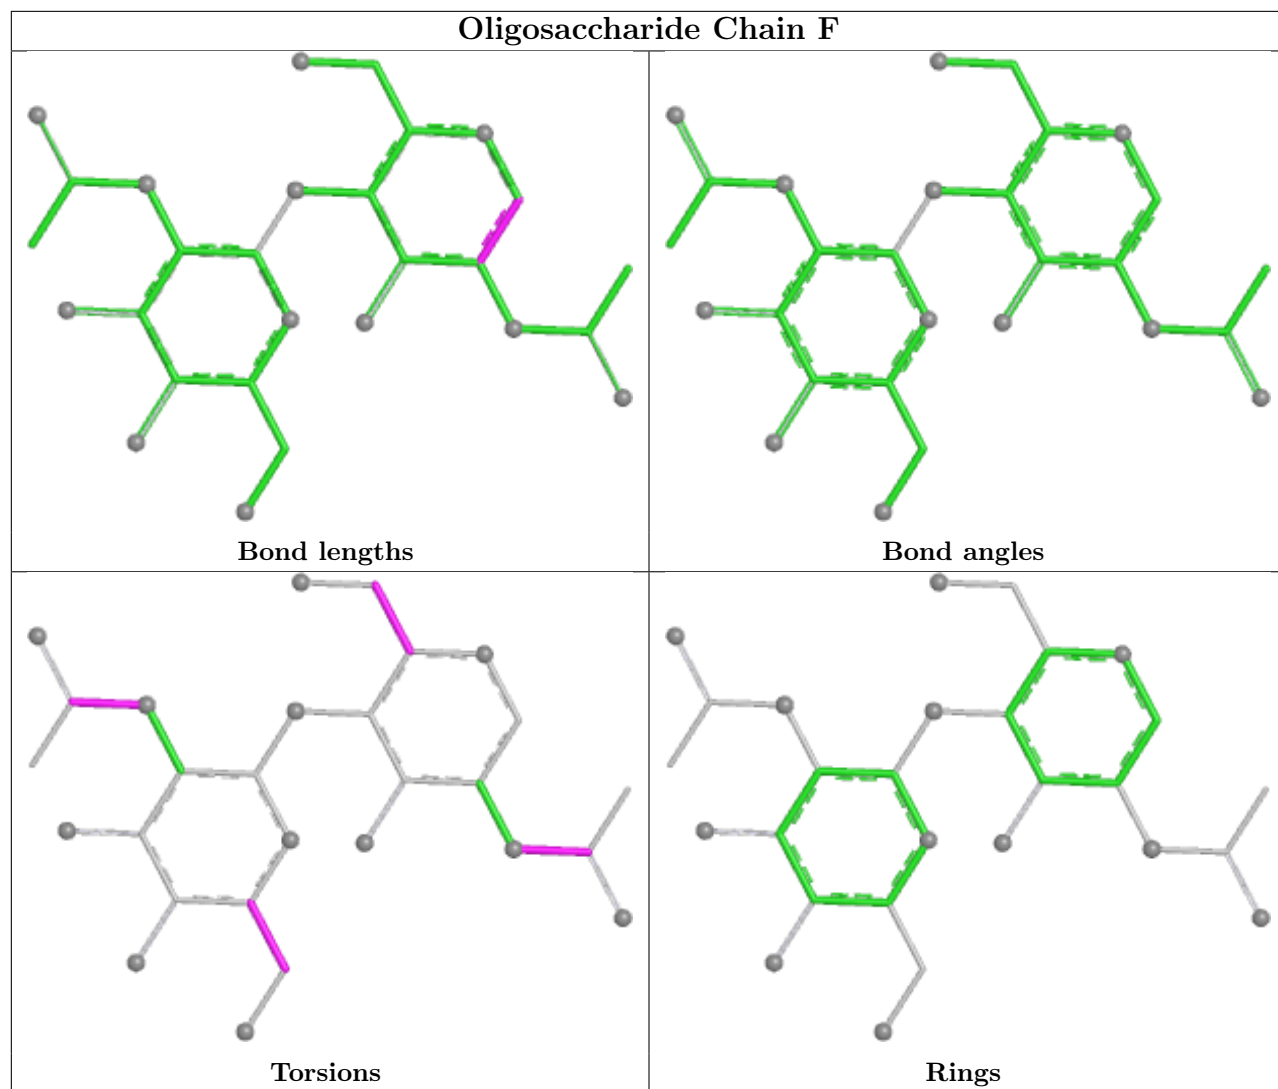 Oligosaccharide Chain F
Bond lengths
Bond angles
Torsions
Rings